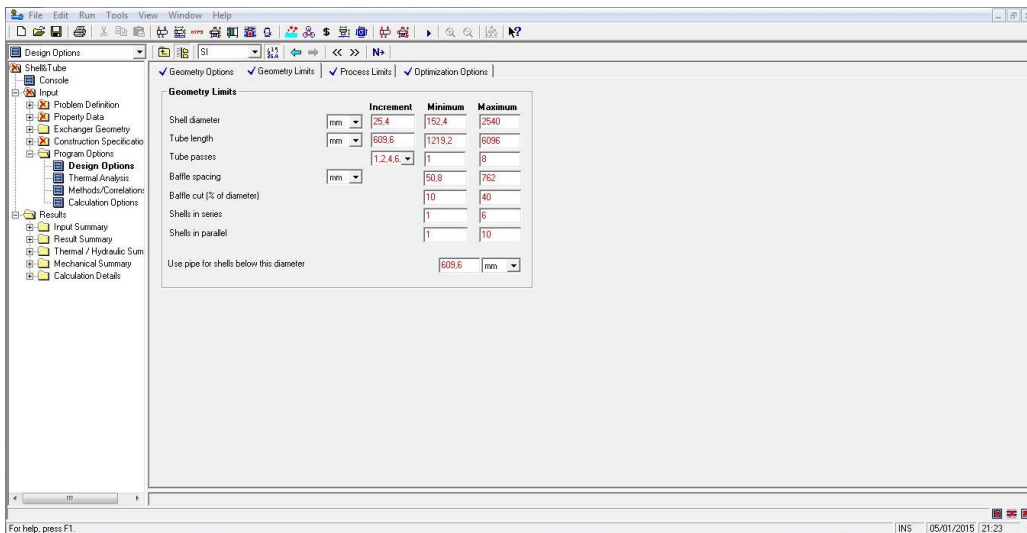 File Edit Run Tools View Window Help
HTFS $
Design Options SI N→
Shell&Tube
Console
Input
Problem Definition
Property Data
Exchanger Geometry
Construction Specificatio
Program Options
Design Options
Thermal Analysis
Methods/Correlations
Calculation Options
Results
Input Summary
Result Summary
Thermal / Hydraulic Sum
Mechanical Summary
Calculation Details
Geometry Options Geometry Limits Process Limits Optimization Options
Geometry Limits
Increment Minimum Maximum
Shell diameter mm 25,4 152,4 2540
Tube length mm 609,6 1219,2 6096
Tube passes 1,2,4,6. 1 8
Baffle spacing mm 50,8 762
Baffle cut (% of diameter) 10 40
Shells in series 1 6
Shells in parallel 1 10
Use pipe for shells below this diameter 609,6 mm
For help, press F1. INS 05/01/2015 21:23